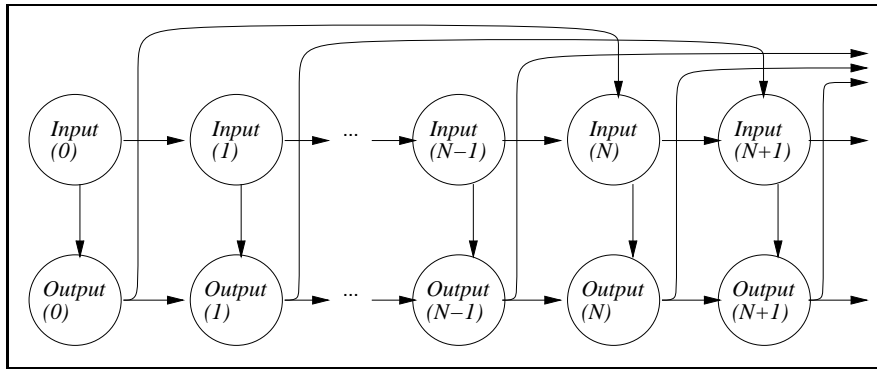 Input
(0)
Input
(1)
...
Input
(N−1)
Input
(N)
Input
(N+1)
Output
(0)
Output
(1)
...
Output
(N−1)
Output
(N)
Output
(N+1)